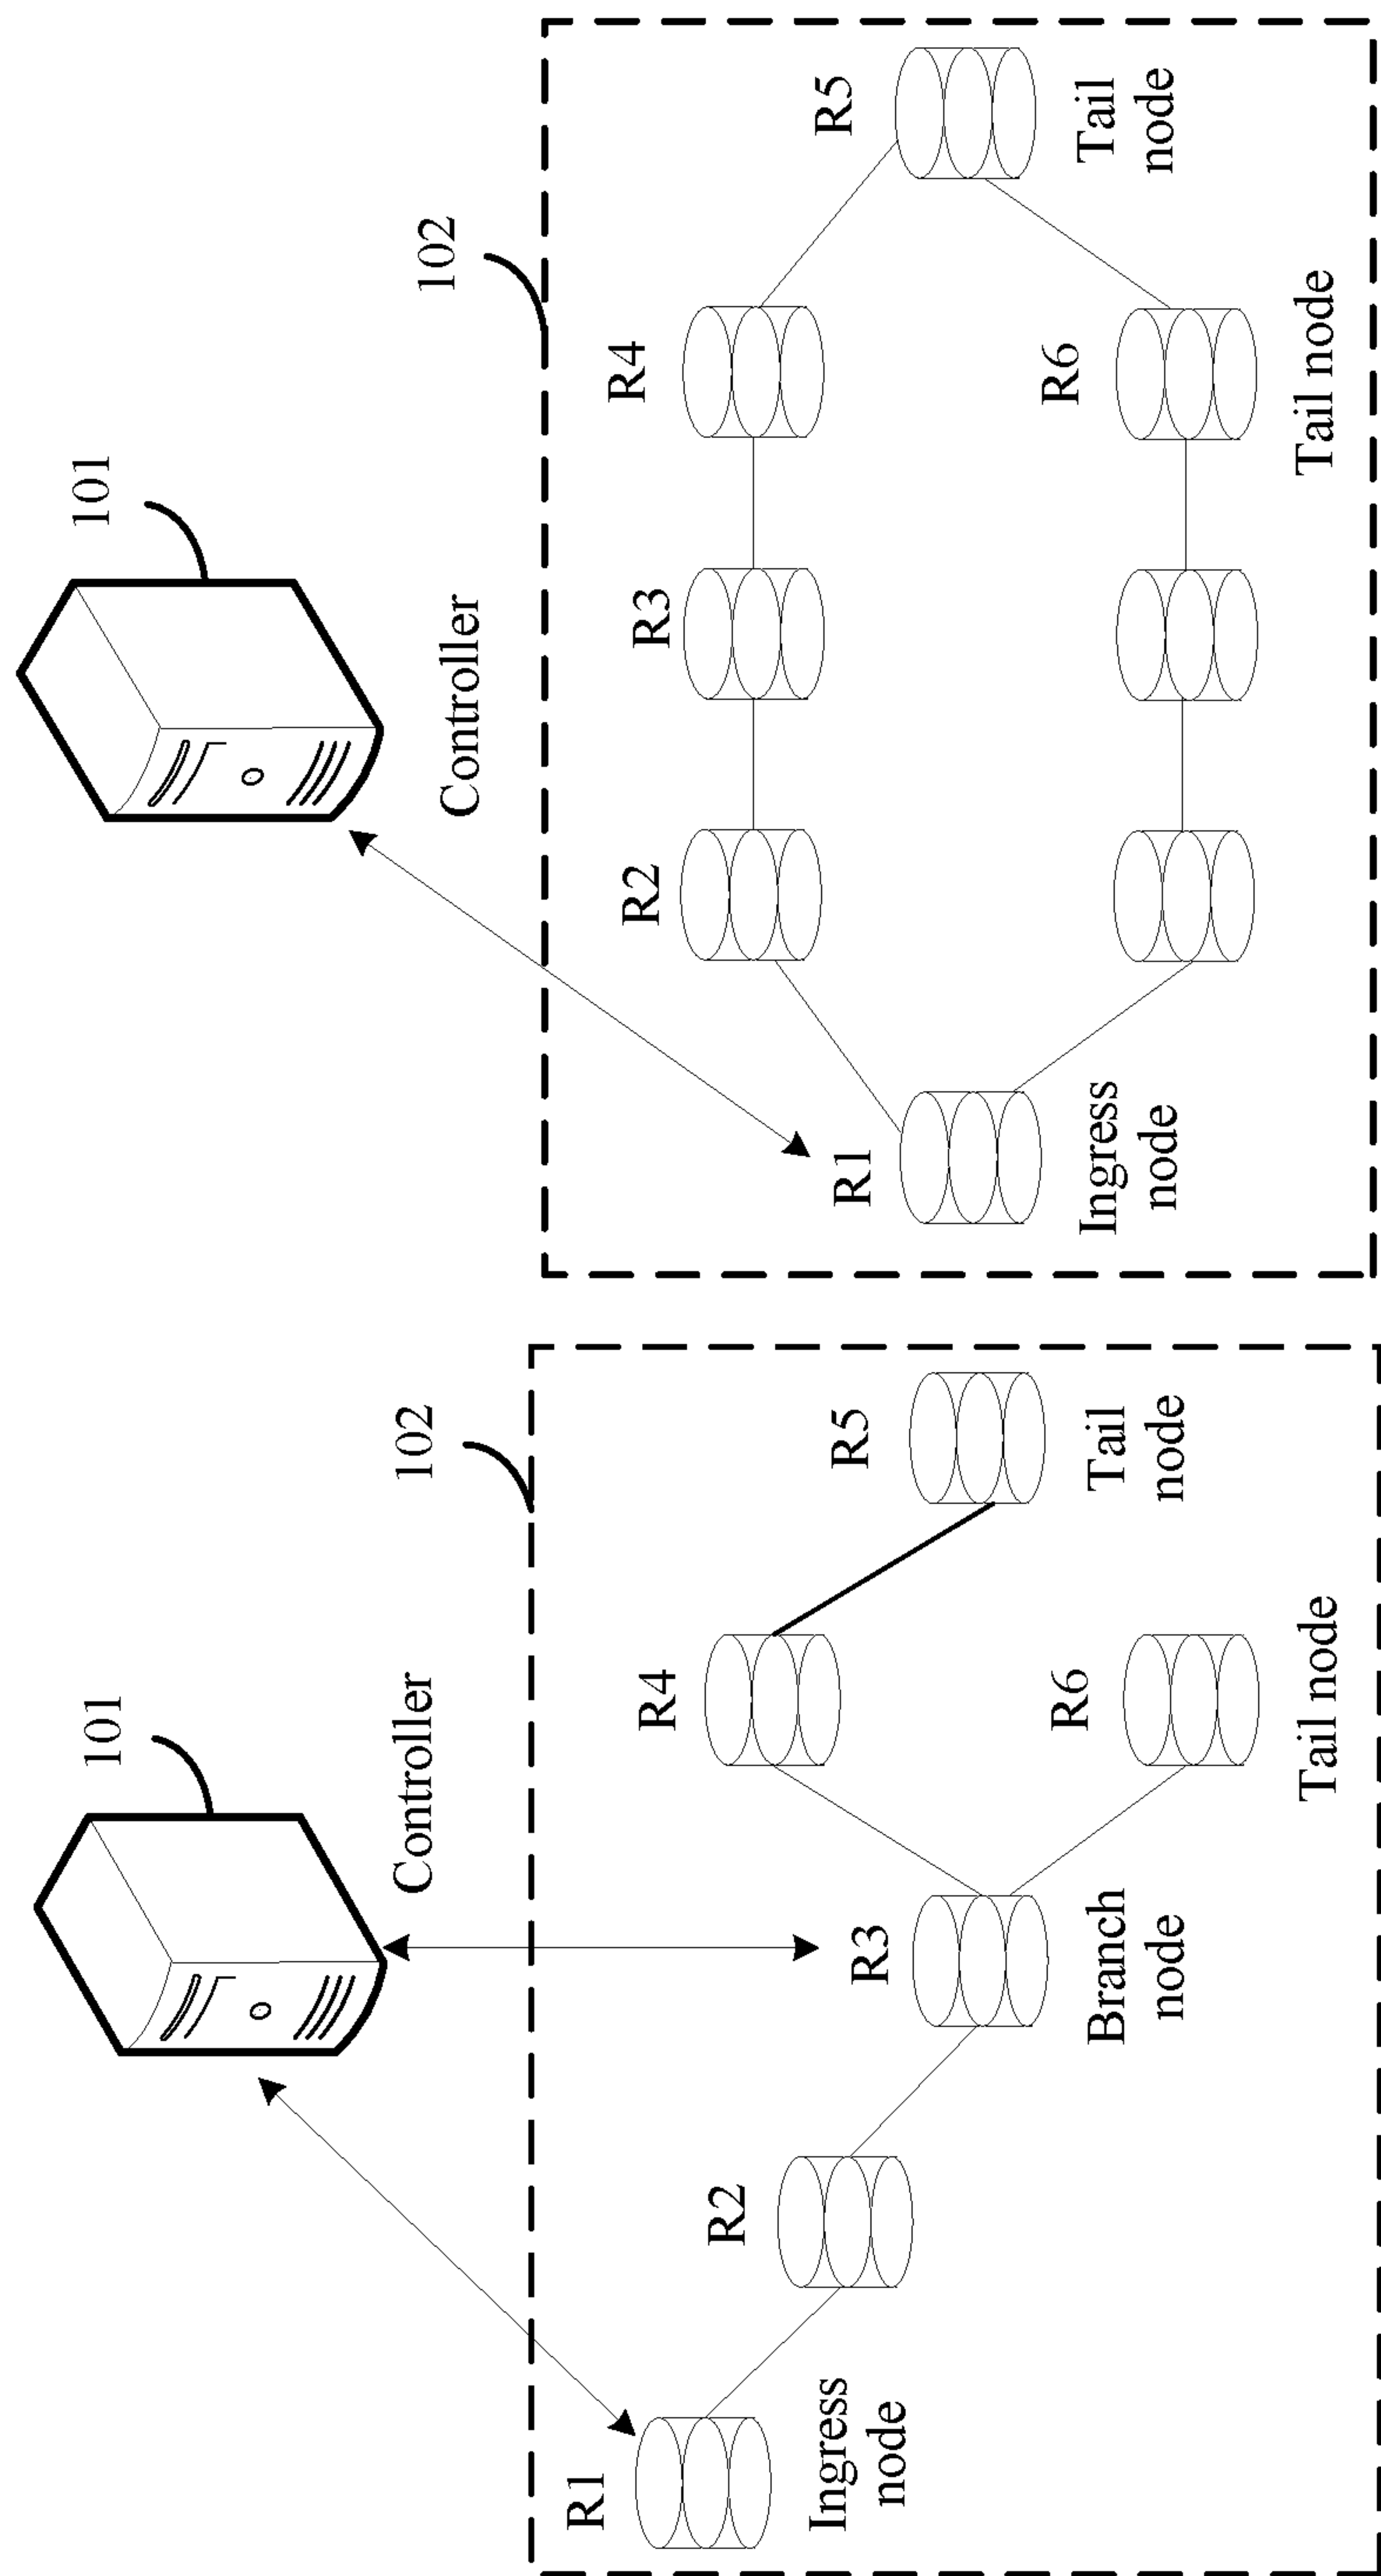 101
Controller
102
R1
Ingress
node
R2
R3
Branch
node
R4
R5
Tail
node
R6
Tail node
101
Controller
102
R1
Ingress
node
R2
R3
R4
R5
Tail
node
R6
Tail node